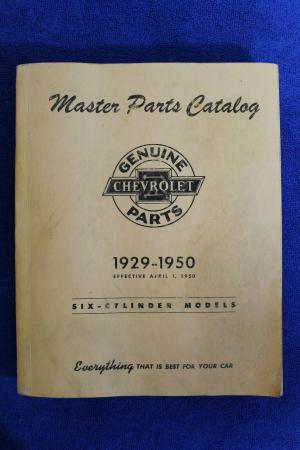 Master Parts Catalog
GENUINE
CHEVROLET
PARTS
1929-1950
EFFECTIVE APRIL 1, 1950
SIX-CYLINDER MODELS
Everything THAT IS BEST FOR YOUR CAR